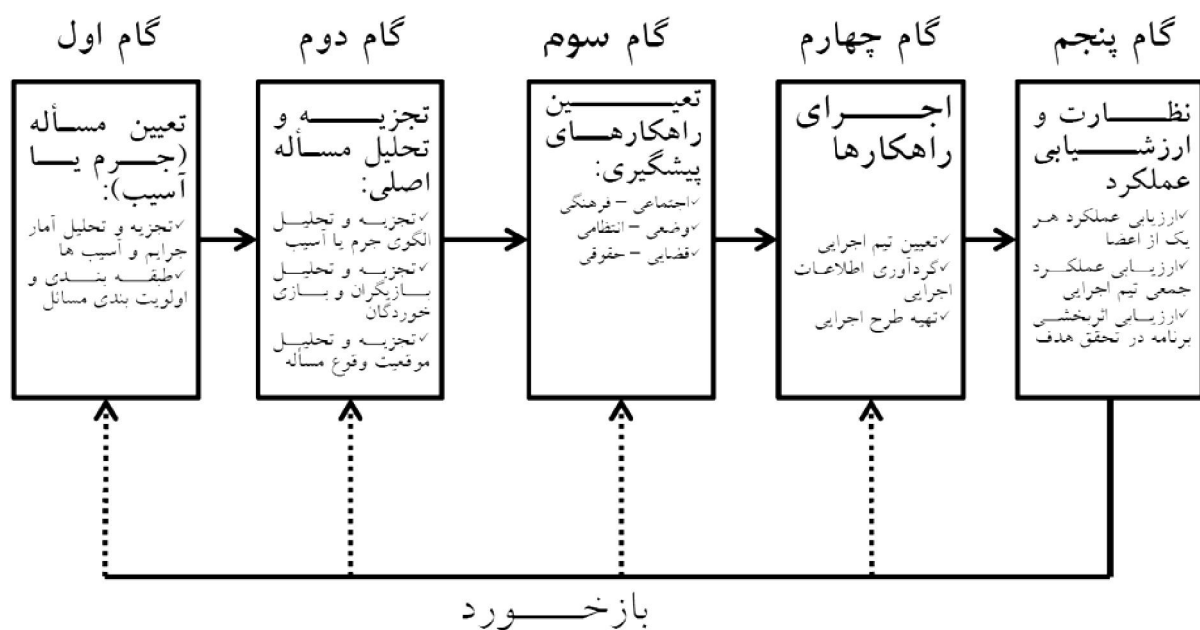 گام اول
تعیین مسأله
(جرم یا
آسیب):
✓تجزیه و تحلیل آمار
جرایم و آسیب ها
✓طبقه بندی و
اولویت بندی مسائل
گام دوم
تجزیه و
تحلیل مسأله
اصلی:
✓تجزیه و تحلیل
الگوی جرم یا آسیب
✓تجزیه و تحلیل
بازیگران و بازی
خوردگان
✓تجزیه و تحلیل
موقعیت وقوع مسأله
گام سوم
تعیین
راهکارهای
پیشگیری:
✓اجتماعی – فرهنگی
✓وضعی – انتظامی
✓قضایی – حقوقی
گام چهارم
اجرای
راهکارها
✓تعیین تیم اجرایی
✓گردآوری اطلاعات
اجرایی
✓تهیه طرح اجرایی
گام پنجم
نظارت و
ارزشیابی
عملکرد
✓ارزیابی عملکرد هر
یک از اعضا
✓ارزیابی عملکرد
جمعی تیم اجرایی
✓ارزیابی اثربخشی
برنامه در تحقق هدف
بازخورد